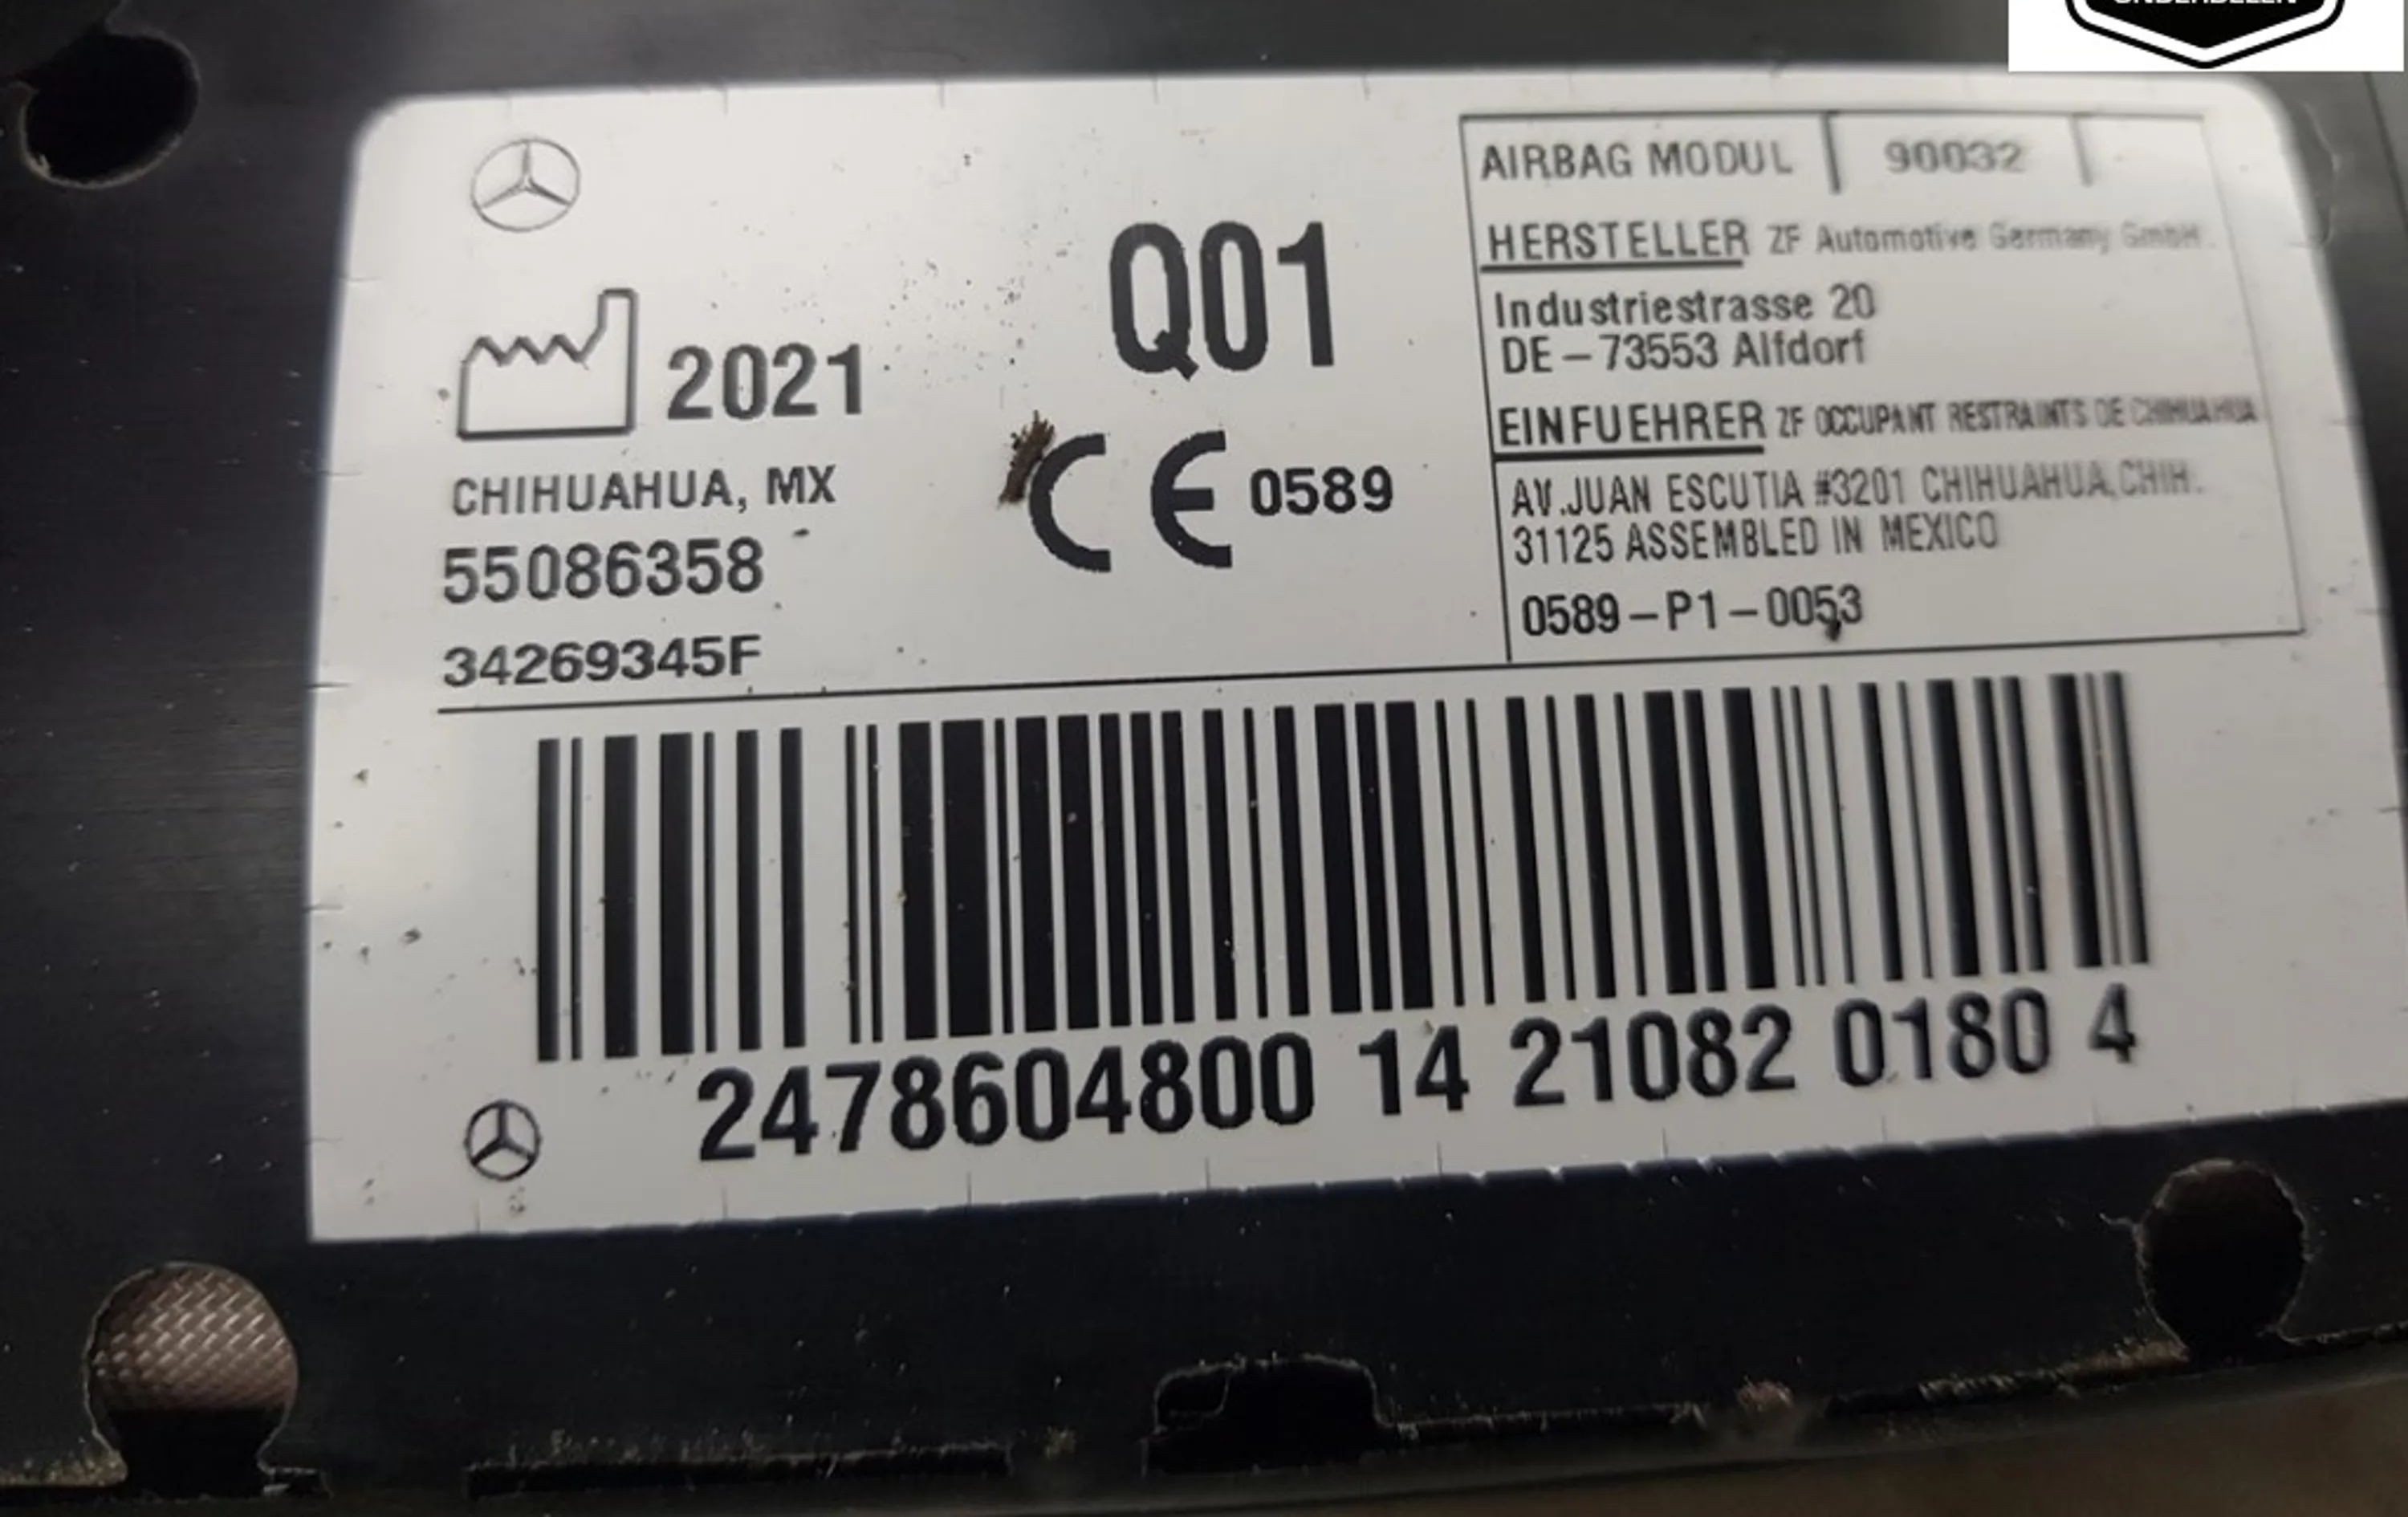 ONDERDELEN
Q01
2021
CHIHUAHUA, MX
55086358
34269345F
CE 0589
AIRBAG MODUL 90032
HERSTELLER ZF Automotive Germany GmbH.
Industriestrasse 20
DE-73553 Alfdorf
EINFUEHRER ZF OCCUPANT RESTRAINTS DE CHIHUAHUA
AV.JUAN ESCUTIA #3201 CHIHUAHUA,CHIH.
31125 ASSEMBLED IN MEXICO
0589-P1-0053
2478604800 14 21082 0180 4